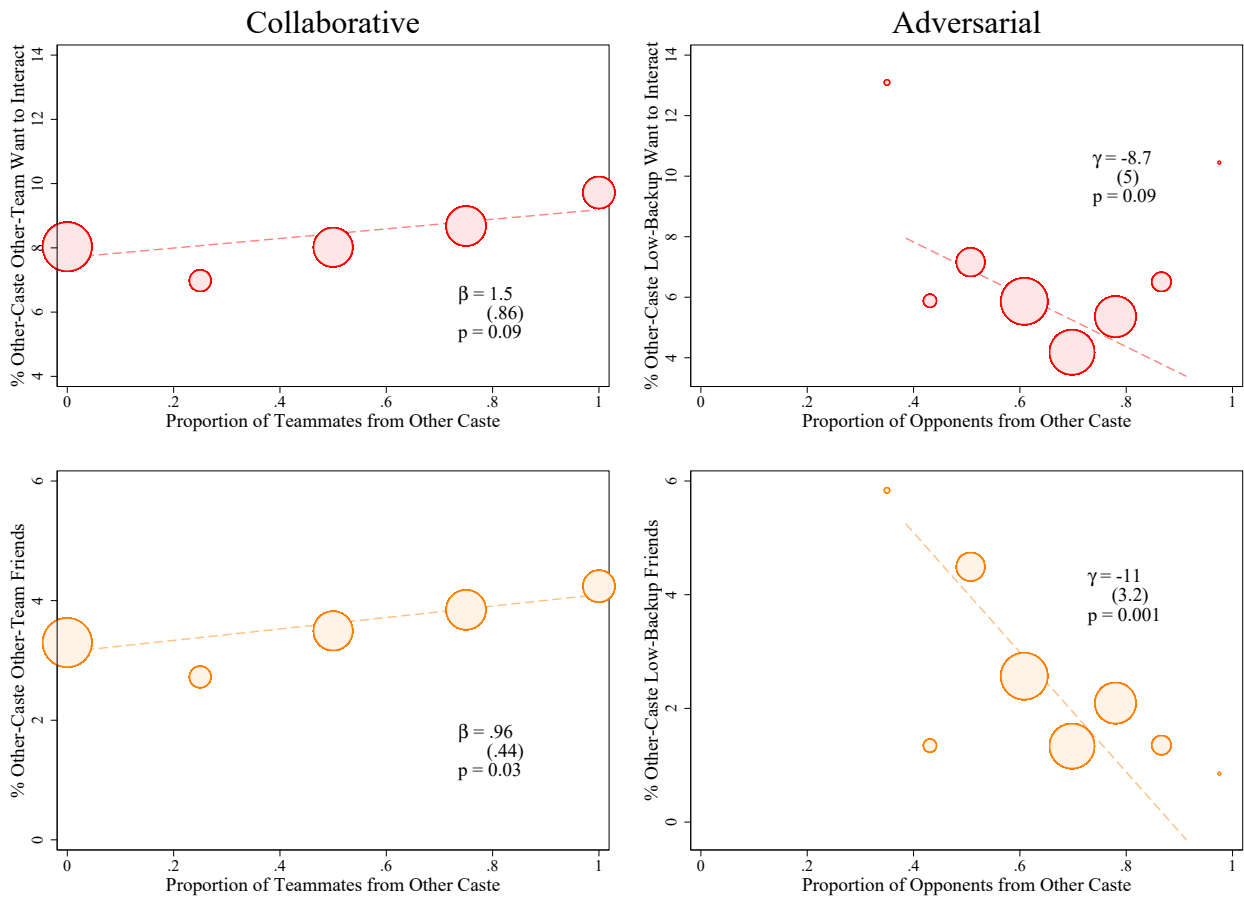 Collaborative
% Other-Caste Other-Team Want to Interact
14
12
10
8
6
4
β = 1.5
(.86)
p = 0.09
0 .2 .4 .6 .8 1
Proportion of Teammates from Other Caste
Adversarial
% Other-Caste Low-Backup Want to Interact
14
12
10
8
6
4
γ = -8.7
(5)
p = 0.09
0 .2 .4 .6 .8 1
Proportion of Opponents from Other Caste
% Other-Caste Other-Team Friends
6
4
2
0
β = .96
(.44)
p = 0.03
0 .2 .4 .6 .8 1
Proportion of Teammates from Other Caste
% Other-Caste Low-Backup Friends
6
4
2
0
γ = -11
(3.2)
p = 0.001
0 .2 .4 .6 .8 1
Proportion of Opponents from Other Caste